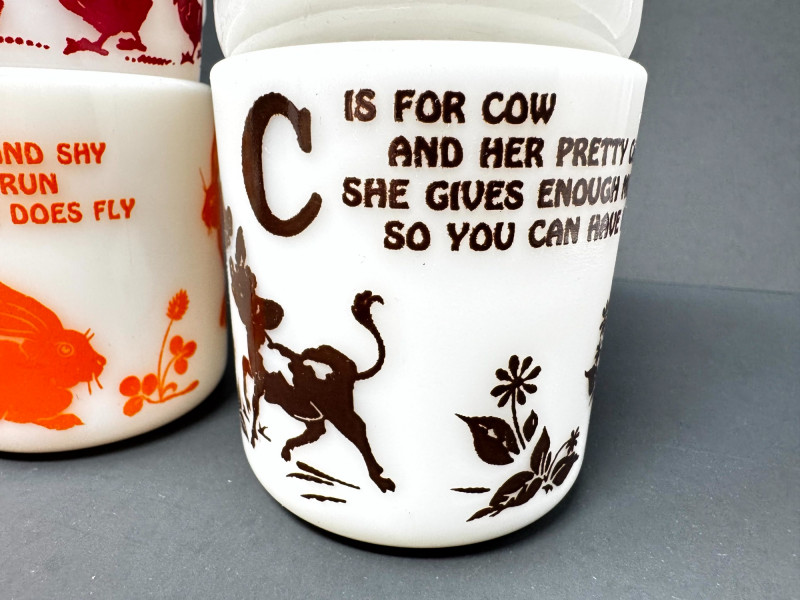 AND SHY
RUN
DOES FLY
C IS FOR COW
AND HER PRETTY
SHE GIVES ENOUGH
SO YOU CAN HAVE